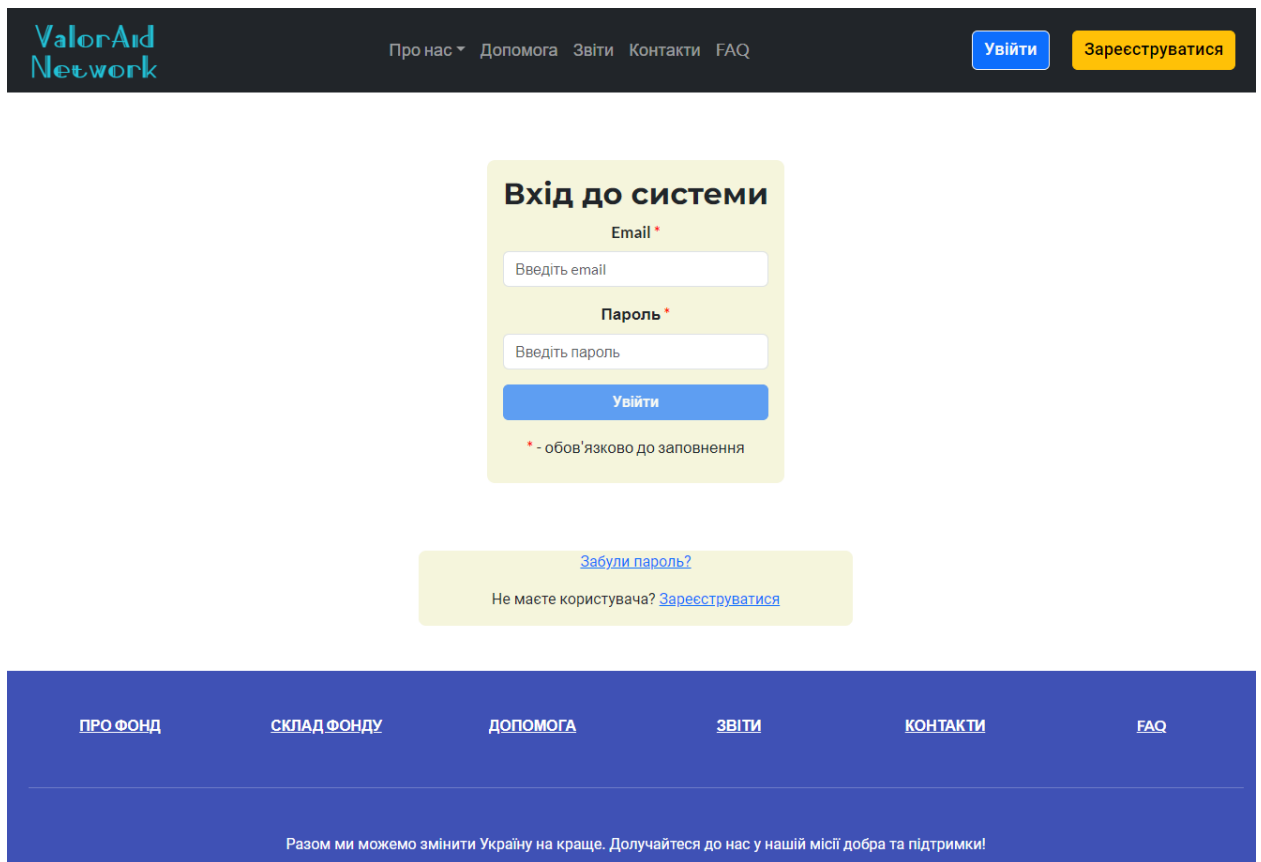 ValorAid
Network
Про нас Допомога Звіти Контакти FAQ
Увійти
Зареєструватися
Вхід до системи
Email *
Введіть email
Пароль *
Введіть пароль
Увійти
* - обов'язково до заповнення
Забули пароль?
Не маєте користувача? Зареєструватися
ПРО ФОНД
СКЛАД ФОНДУ
ДОПОМОГА
ЗВІТИ
КОНТАКТИ
FAQ
Разом ми можемо змінити Україну на краще. Долучайтеся до нас у нашій місії добра та підтримки!